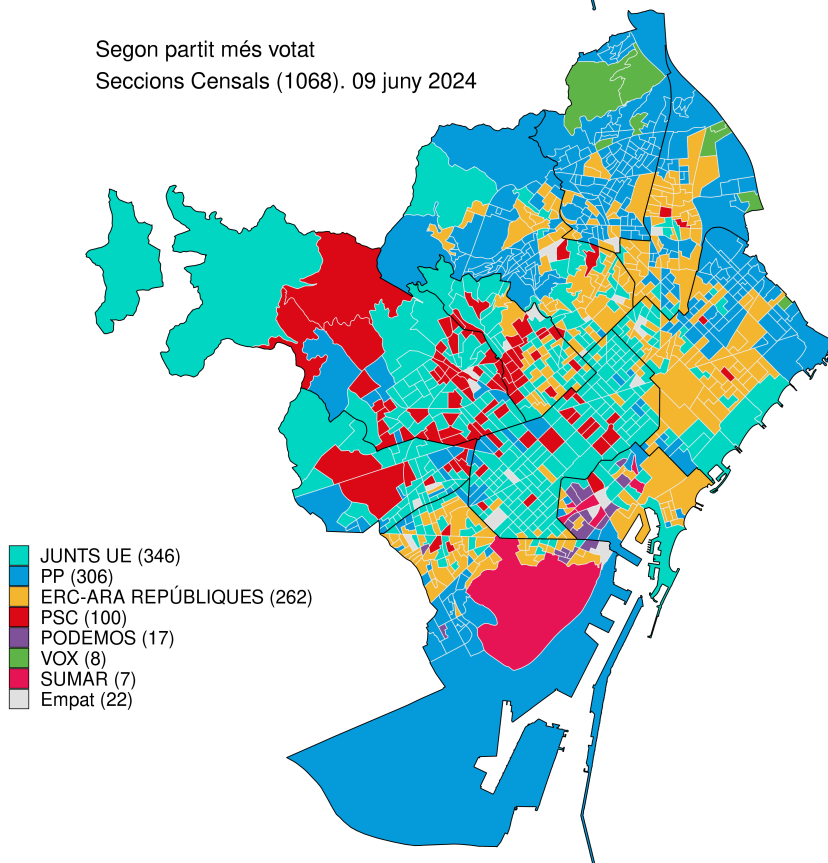 Segon partit més votat
Seccions Censals (1068). 09 juny 2024
JUNTS UE (346)
PP (306)
ERC-ARA REPÚBLIQUES (262)
PSC (100)
PODEMOS (17)
VOX (8)
SUMAR (7)
Empat (22)